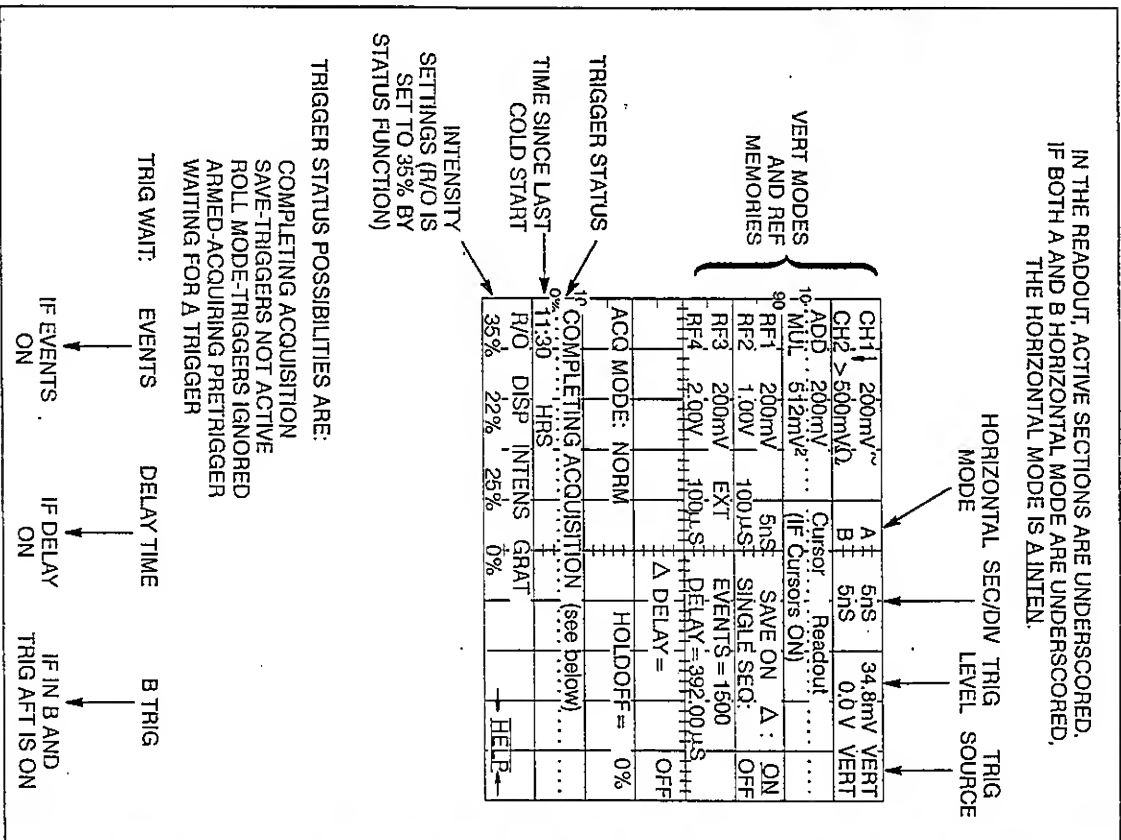 IN THE READOUT, ACTIVE SECTIONS ARE UNDERSCORED.
IF BOTH A AND B HORIZONTAL MODE ARE UNDERSCORED,
THE HORIZONTAL MODE IS A INTEN.
HORIZONTAL MODE
SEC/DIV
TRIG LEVEL
TRIG SOURCE
VERT MODES
AND REF
MEMORIES
TRIGGER STATUS
TIME SINCE LAST
COLD START
INTENSITY
SETTINGS (R/O IS
SET TO 35% BY
STATUS FUNCTION)
CH1 200mV~ A 5nS 34.8mV VERT
CH2 > 500mVΩ B 5nS 0.0 V VERT
10 ADD 200mV Cursor Readout
MUL 512mV² (IF Cursors ON)
90 RF1 200mV 5nS SAVE ON Δ: ON
RF2 1.00V 100µS SINGLE SEQ: OFF
RF3 200mV EXT EVENTS=1500
RF4 2.00V 100µS DELAY=392.00µS
Δ DELAY= OFF
ACQ MODE: NORM HOLDOFF= 0%
10 COMPLETING ACQUISITION (see below)
0% 11:30 HRS
R/O DISP INTENS GRAT
35% 22% 25% 0% HELP
TRIGGER STATUS POSSIBILITIES ARE:
COMPLETING ACQUISITION
SAVE-TRIGGERS NOT ACTIVE
ROLL MODE-TRIGGERS IGNORED
ARMED-ACQUIRING PRETRIGGER
WAITING FOR Δ TRIGGER
TRIG WAIT: EVENTS DELAY TIME B TRIG
IF EVENTS
ON
IF DELAY
ON
IF IN B AND
TRIG AFT IS ON